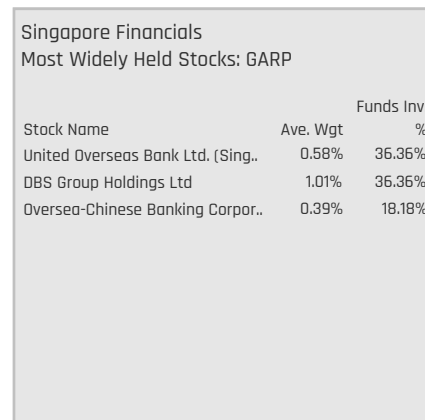 Singapore Financials
Most Widely Held Stocks: GARP
Funds Inv
Stock Name Ave. Wgt %
United Overseas Bank Ltd. (Sing.. 0.58% 36.36%
DBS Group Holdings Ltd 1.01% 36.36%
Oversea-Chinese Banking Corpor.. 0.39% 18.18%